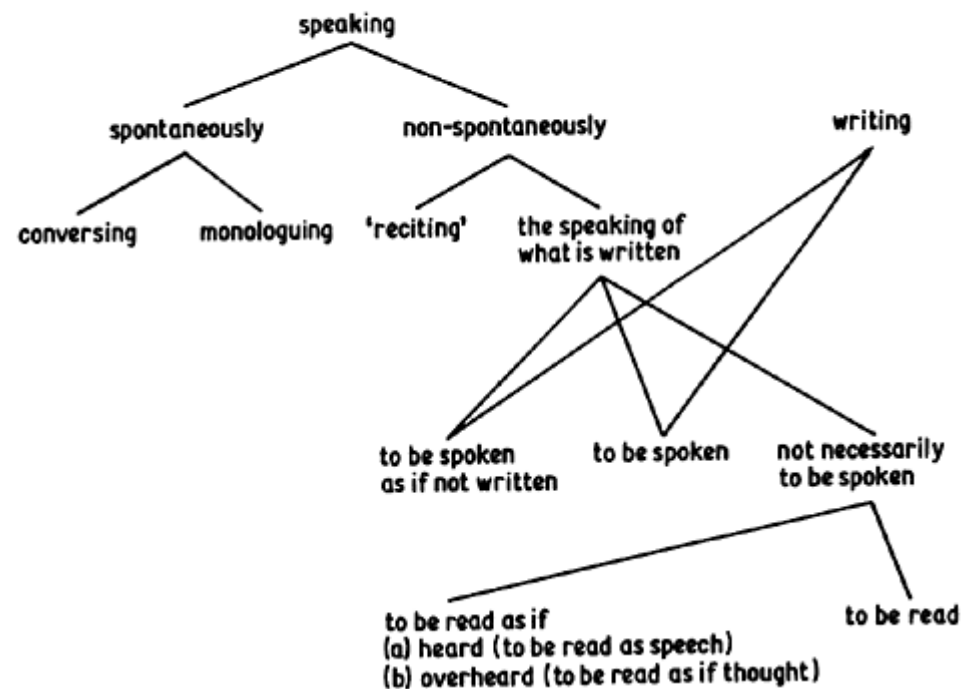 speaking
spontaneously
non-spontaneously
writing
conversing
monologuing
'reciting'
the speaking of
what is written
to be spoken
as if not written
to be spoken
not necessarily
to be spoken
to be read as if
(a) heard (to be read as speech)
(b) overheard (to be read as if thought)
to be read